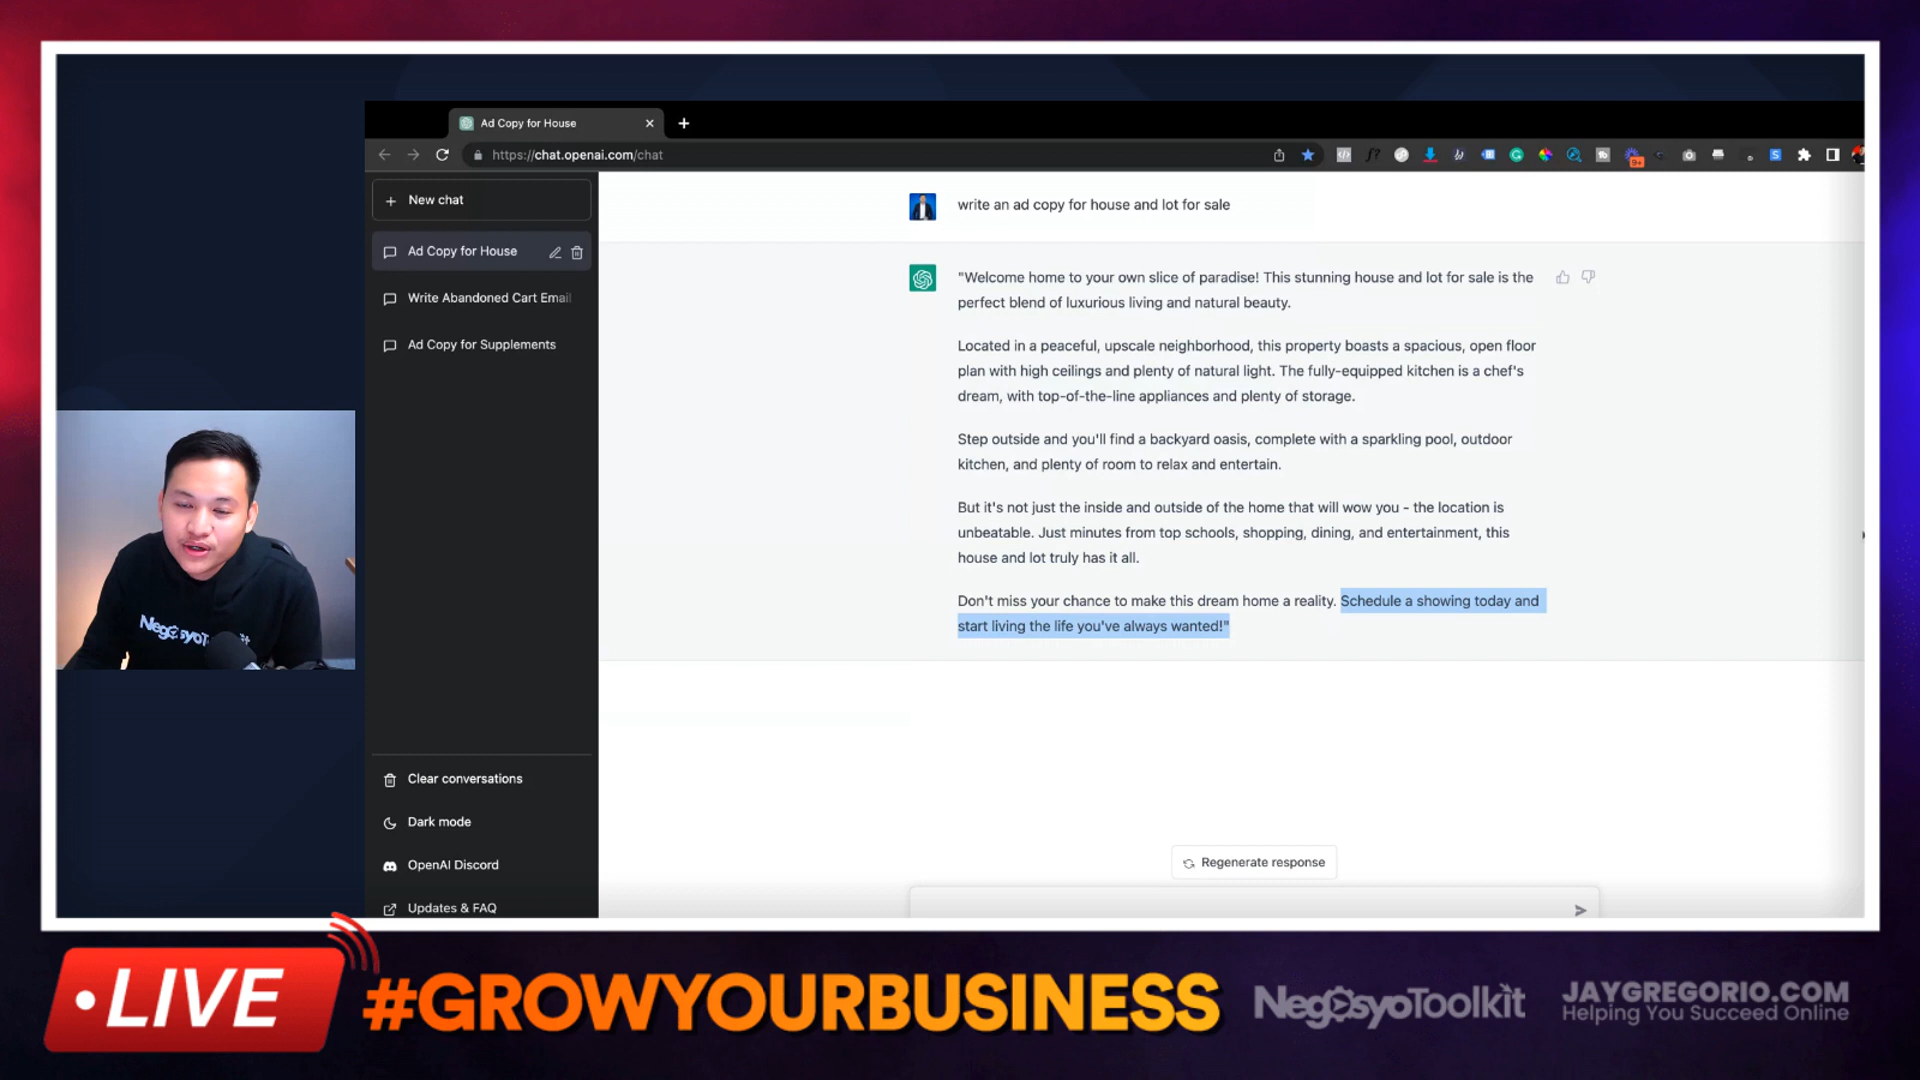 Ad Copy for House
https://chat.openai.com/chat
9+
New chat
Ad Copy for House
Write Abandoned Cart Email
Ad Copy for Supplements
Clear conversations
Dark mode
OpenAI Discord
Updates & FAQ
write an ad copy for house and lot for sale
"Welcome home to your own slice of paradise! This stunning house and lot for sale is the
perfect blend of luxurious living and natural beauty.
Located in a peaceful, upscale neighborhood, this property boasts a spacious, open floor
plan with high ceilings and plenty of natural light. The fully-equipped kitchen is a chef's
dream, with top-of-the-line appliances and plenty of storage.
Step outside and you'll find a backyard oasis, complete with a sparkling pool, outdoor
kitchen, and plenty of room to relax and entertain.
But it's not just the inside and outside of the home that will wow you - the location is
unbeatable. Just minutes from top schools, shopping, dining, and entertainment, this
house and lot truly has it all.
Don't miss your chance to make this dream home a reality. Schedule a showing today and
start living the life you've always wanted!"
Regenerate response
LIVE
#GROWYOURBUSINESS
NegosyoToolkit
JAYGREGORIO.COM
Helping You Succeed Online